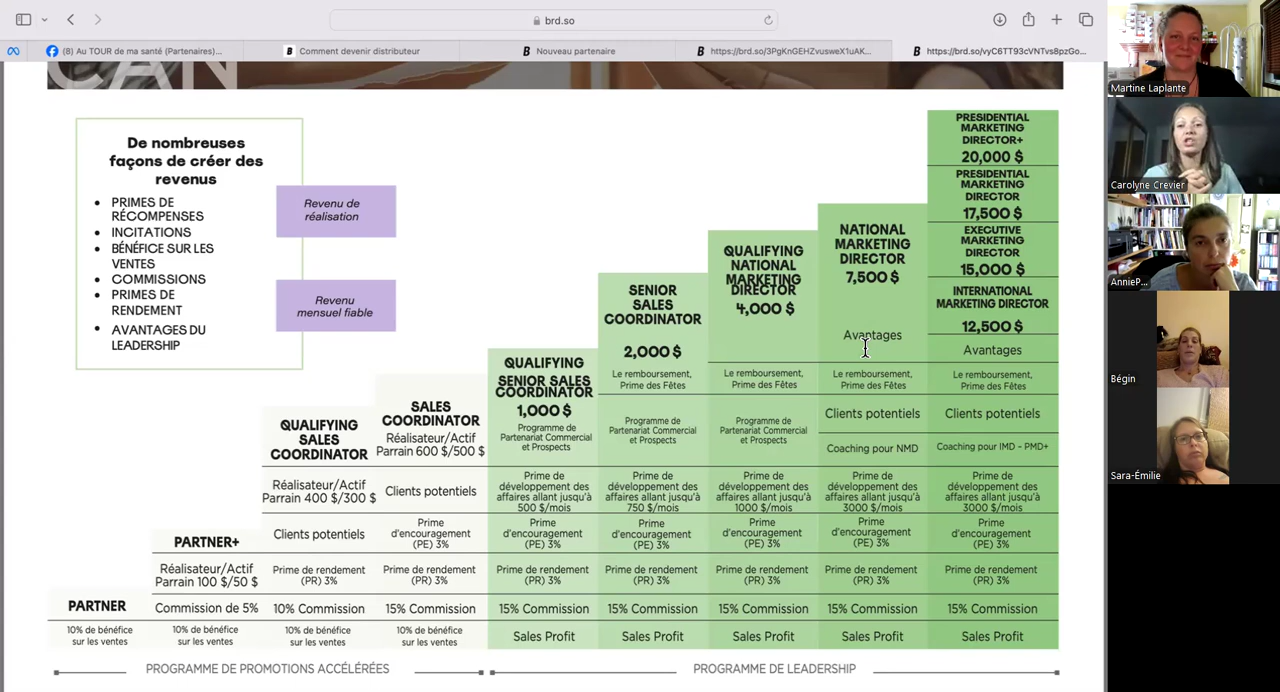 brd.so
(8) Au TOUR de ma santé (Partenaires)...
Comment devenir distributeur
Nouveau partenaire
https://brd.so/3PgKnGEHZvusweX1uAK...
https://brd.so/vyC6TT93cVNTvs8pzGo...
CAN
De nombreuses
façons de créer des
revenus
• PRIMES DE
RÉCOMPENSES
• INCITATIONS
• BÉNÉFICE SUR LES
VENTES
• COMMISSIONS
• PRIMES DE
RENDEMENT
• AVANTAGES DU
LEADERSHIP
Revenu de
réalisation
Revenu
mensuel fiable
PARTNER
10% de bénéfice
sur les ventes
PARTNER+
Réalisateur/Actif
Parrain 100 $/50 $
Commission de 5%
10% de bénéfice
sur les ventes
QUALIFYING
SALES
COORDINATOR
Réalisateur/Actif
Parrain 400 $/300 $
Clients potentiels
Prime de rendement
(PR) 3%
10% Commission
10% de bénéfice
sur les ventes
SALES
COORDINATOR
Réalisateur/Actif
Parrain 600 $/500 $
Clients potentiels
Prime
d'encouragement
(PE) 3%
Prime de rendement
(PR) 3%
15% Commission
10% de bénéfice
sur les ventes
QUALIFYING
SENIOR SALES
COORDINATOR
1,000 $
Programme de
Partenariat Commercial
et Prospects
Prime de
développement des
affaires allant jusqu'à
500 $/mois
Prime
d'encouragement
(PE) 3%
Prime de rendement
(PR) 3%
15% Commission
Sales Profit
SENIOR
SALES
COORDINATOR
2,000 $
Le remboursement,
Prime des Fêtes
Programme de
Partenariat Commercial
et Prospects
Prime de
développement des
affaires allant jusqu'à
750 $/mois
Prime
d'encouragement
(PE) 3%
Prime de rendement
(PR) 3%
15% Commission
Sales Profit
QUALIFYING
NATIONAL
MARKETING
DIRECTOR
4,000 $
Le remboursement,
Prime des Fêtes
Programme de
Partenariat Commercial
et Prospects
Prime de
développement des
affaires allant jusqu'à
1000 $/mois
Prime
d'encouragement
(PE) 3%
Prime de rendement
(PR) 3%
15% Commission
Sales Profit
NATIONAL
MARKETING
DIRECTOR
7,500 $
Avantages
Le remboursement,
Prime des Fêtes
Clients potentiels
Coaching pour NMD
Prime de
développement des
affaires allant jusqu'à
3000 $/mois
Prime
d'encouragement
(PE) 3%
Prime de rendement
(PR) 3%
15% Commission
Sales Profit
PRESIDENTIAL
MARKETING
DIRECTOR+
20,000 $
PRESIDENTIAL
MARKETING
DIRECTOR
17,500 $
EXECUTIVE
MARKETING
DIRECTOR
15,000 $
INTERNATIONAL
MARKETING DIRECTOR
12,500 $
Avantages
Le remboursement,
Prime des Fêtes
Clients potentiels
Coaching pour IMD - PMD+
Prime de
développement des
affaires allant jusqu'à
3000 $/mois
Prime
d'encouragement
(PE) 3%
Prime de rendement
(PR) 3%
15% Commission
Sales Profit
PROGRAMME DE PROMOTIONS ACCÉLÉRÉES
PROGRAMME DE LEADERSHIP
Martine Laplante
Carolyne Crevier
AnnieP...
Bégin
Sara-Émilie